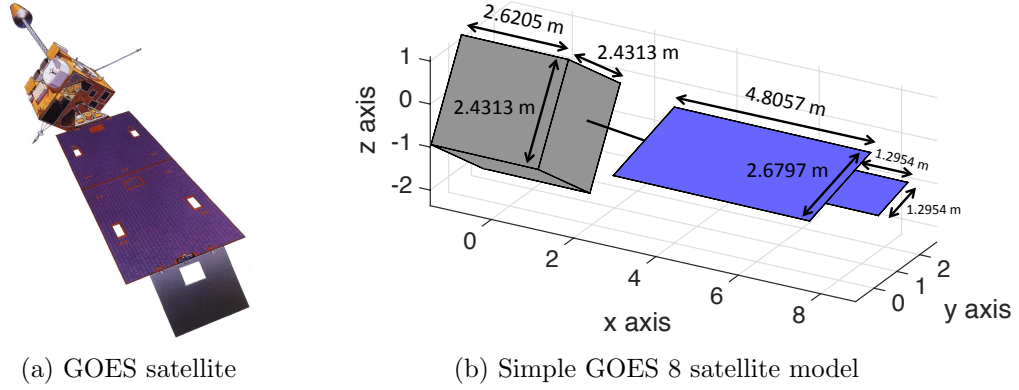 2.6205 m
2.4313 m
2.4313 m
4.8057 m
2.6797 m
1.2954 m
1.2954 m
z axis
1
0
-1
-2
0
2
4
6
8
x axis
0
1
2
y axis
(a) GOES satellite
(b) Simple GOES 8 satellite model